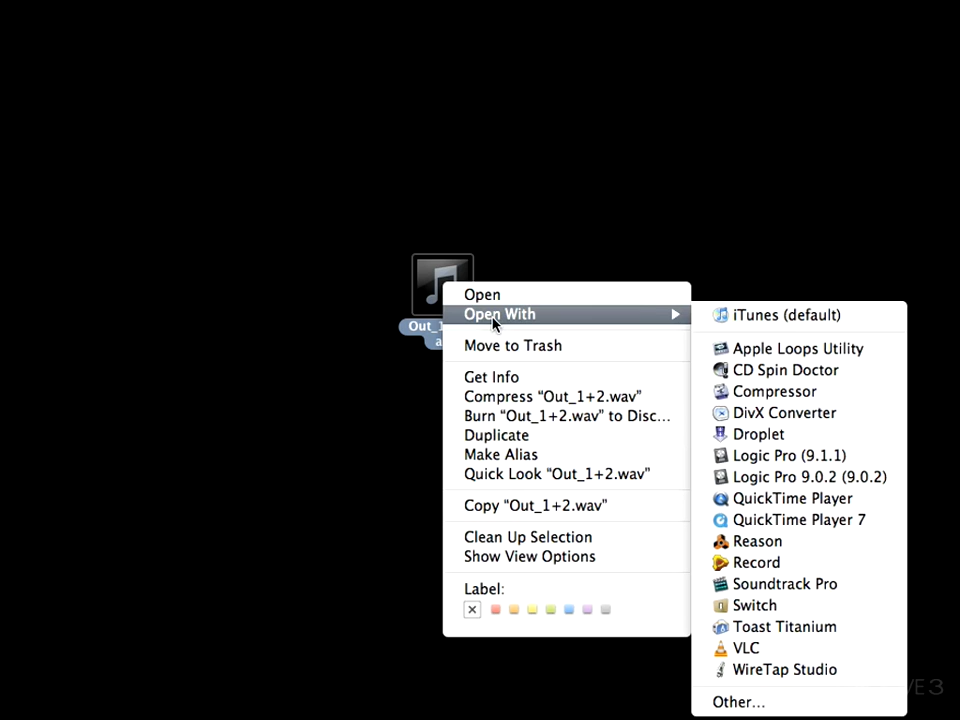 Out_1
a
Open
Open With
Move to Trash
Get Info
Compress “Out_1+2.wav”
Burn “Out_1+2.wav” to Disc...
Duplicate
Make Alias
Quick Look “Out_1+2.wav”
Copy “Out_1+2.wav”
Clean Up Selection
Show View Options
Label:
iTunes (default)
Apple Loops Utility
CD Spin Doctor
Compressor
DivX Converter
Droplet
Logic Pro (9.1.1)
Logic Pro 9.0.2 (9.0.2)
QuickTime Player
QuickTime Player 7
Reason
Record
Soundtrack Pro
Switch
Toast Titanium
VLC
WireTap Studio
Other...